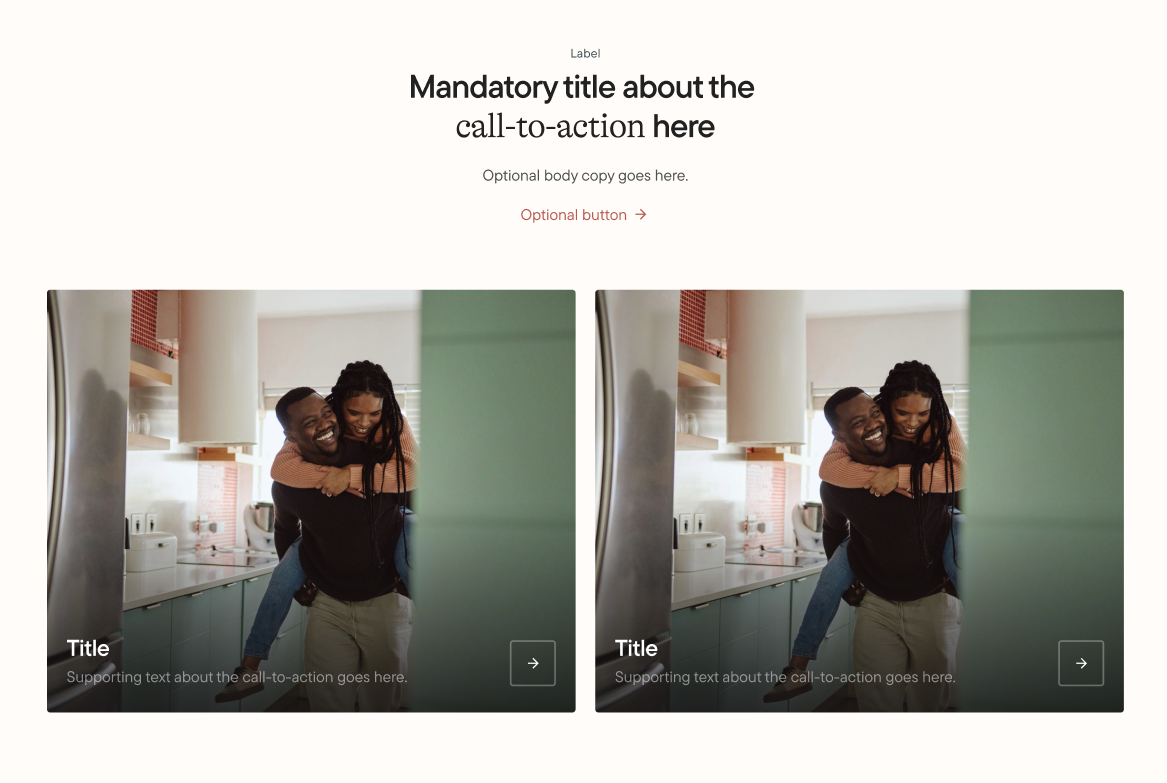 Label
Mandatory title about the
call-to-action here
Optional body copy goes here.
Optional button →
Title
Supporting text about the call-to-action goes here.
Title
Supporting text about the call-to-action goes here.